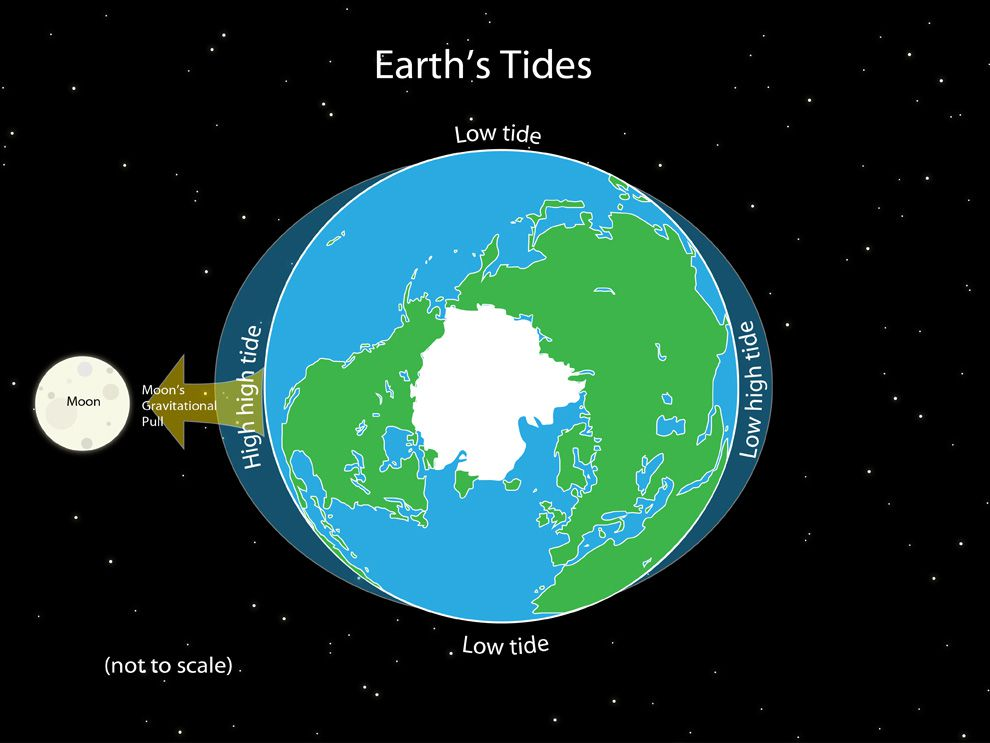 Earth's Tides
Low tide
High high tide
Low high tide
Moon
Moon's
Gravitational
Pull
Low tide
(not to scale)